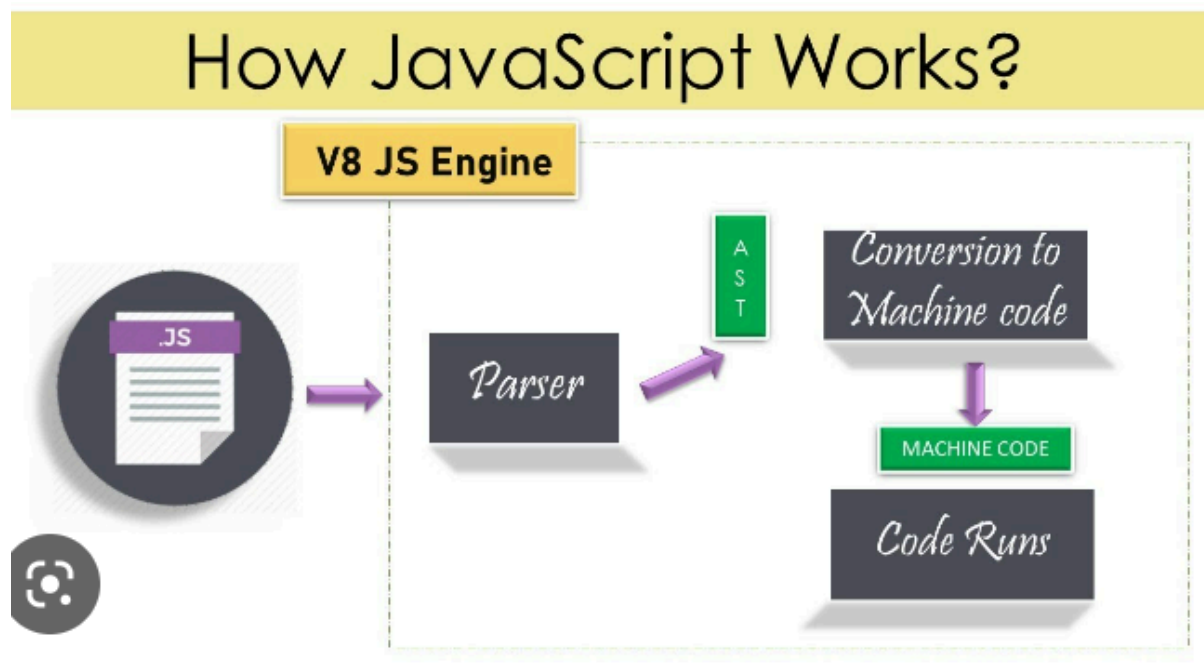 How JavaScript Works?
V8 JS Engine
.JS
Parser
A
S
T
Conversion to
Machine code
MACHINE CODE
Code Runs